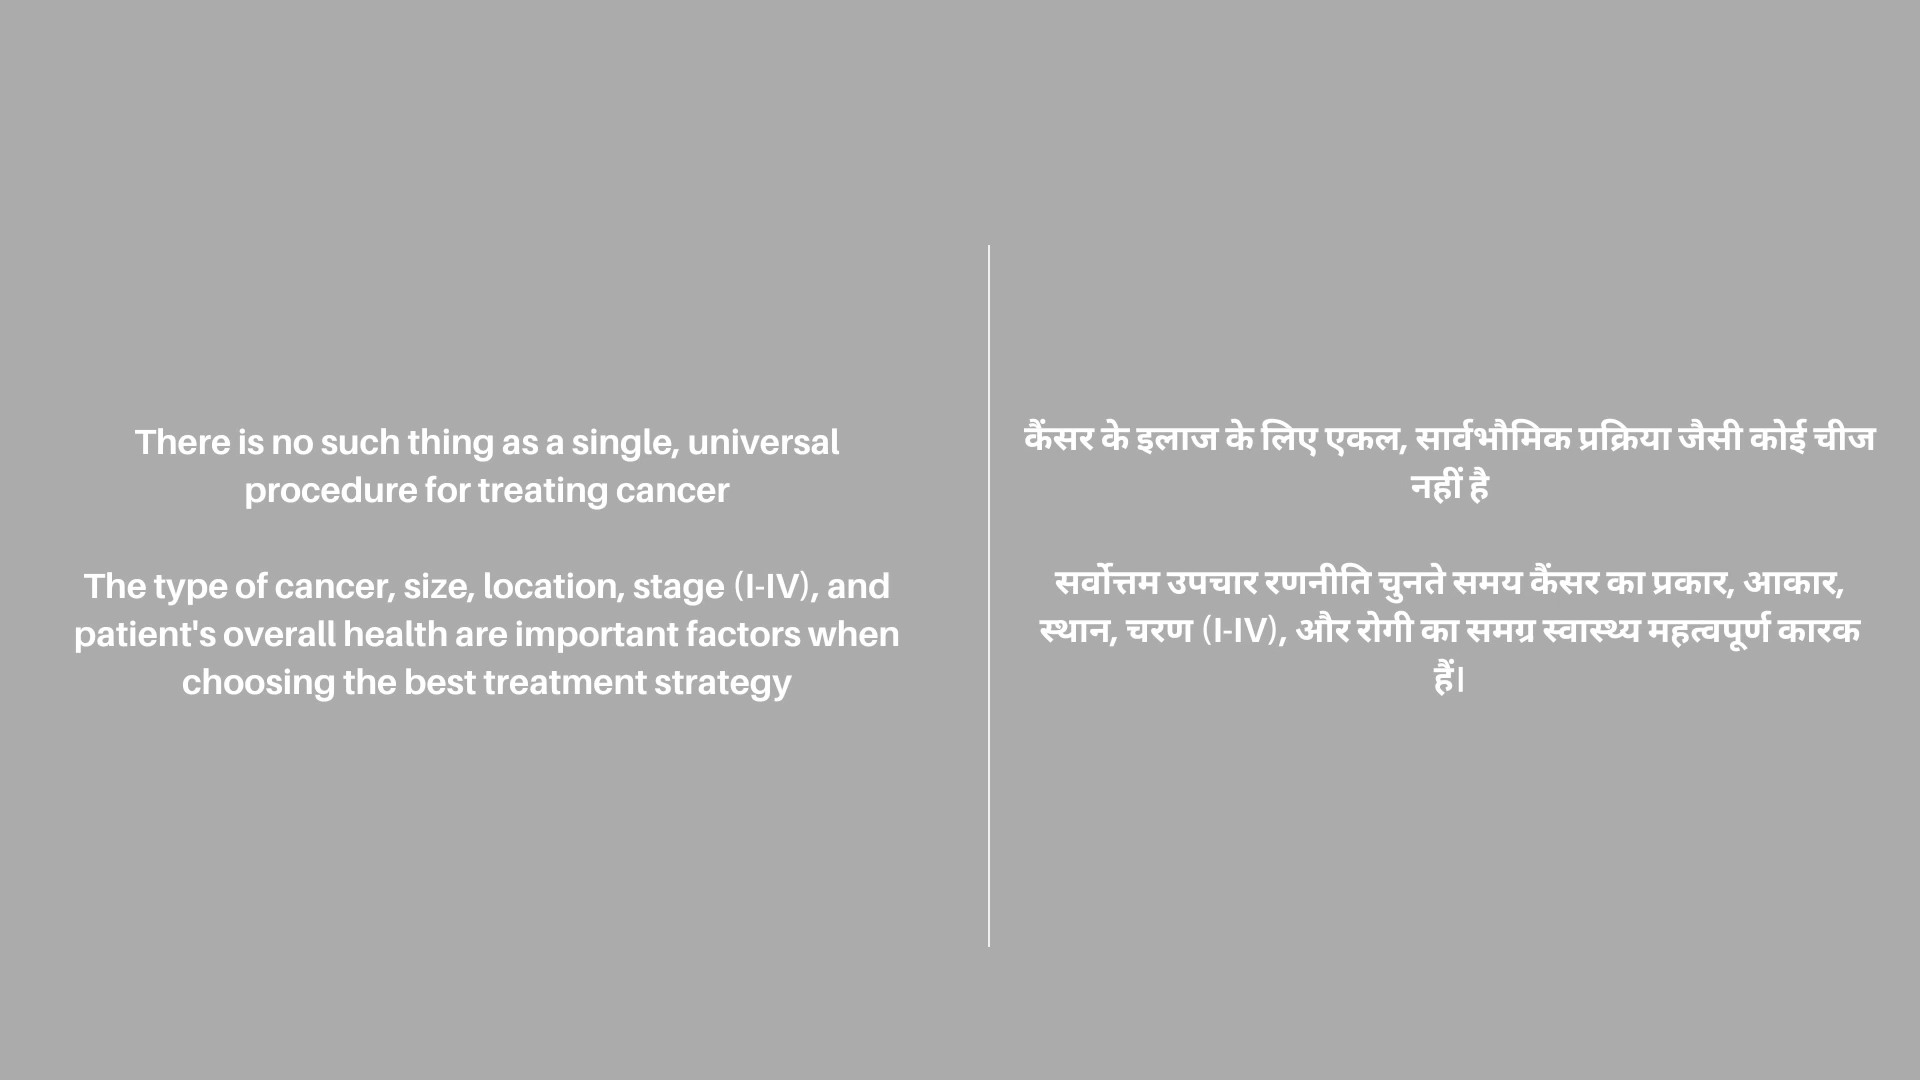 There is no such thing as a single, universal
procedure for treating cancer
The type of cancer, size, location, stage (I-IV), and
patient's overall health are important factors when
choosing the best treatment strategy
कैंसर के इलाज के लिए एकल, सार्वभौमिक प्रक्रिया जैसी कोई चीज
नहीं है
सर्वोत्तम उपचार रणनीति चुनते समय कैंसर का प्रकार, आकार,
स्थान, चरण (I-IV), और रोगी का समग्र स्वास्थ्य महत्वपूर्ण कारक
हैं।